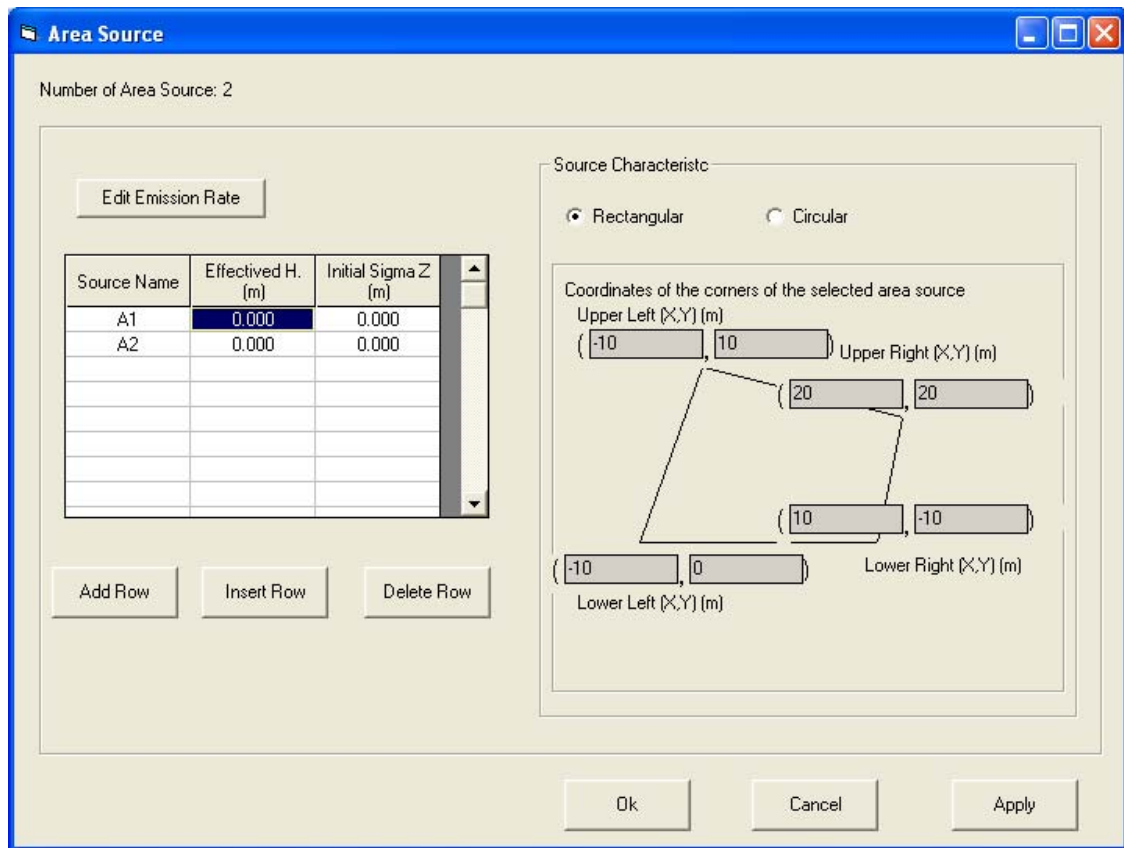 Area Source
Number of Area Source: 2
Edit Emission Rate
Source Name Effectived H. (m) Initial Sigma Z (m)
A1 0.000 0.000
A2 0.000 0.000
Add Row Insert Row Delete Row
Source Characteristc
Rectangular Circular
Coordinates of the corners of the selected area source
Upper Left (X,Y) (m)
( -10 , 10 )
Upper Right (X,Y) (m)
( 20 , 20 )
( 10 , -10 )
Lower Right (X,Y) (m)
( -10 , 0 )
Lower Left (X,Y) (m)
Ok Cancel Apply